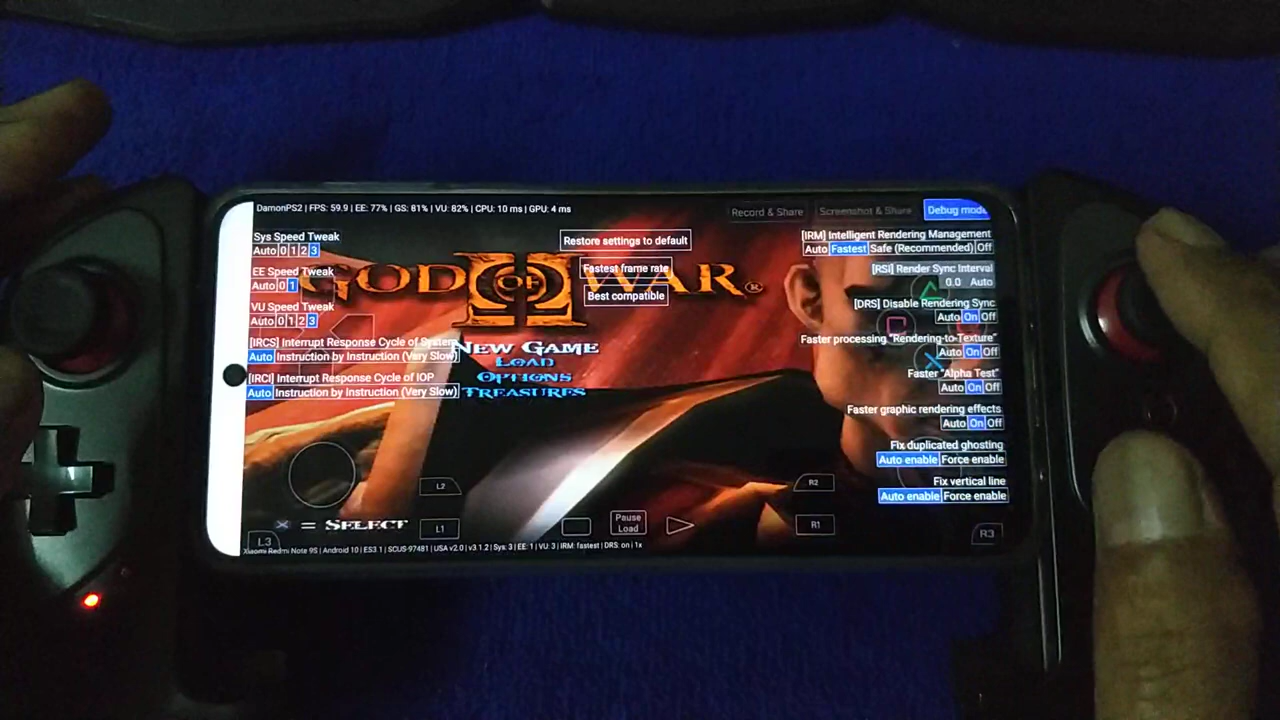 DamonPS2 | FPS: 59.9 | EE: 77% | GS: 81% | VU: 82% | CPU: 10 ms | GPU: 4 ms
Record & Share
Screenshot & Share
Debug mode
Sys Speed Tweak
Auto 0 1 2 3
EE Speed Tweak
Auto 0 1
VU Speed Tweak
Auto 0 1 2 3
[IRCS] Interrupt Response Cycle of System
Auto Instruction by Instruction (Very Slow)
[IRCI] Interrupt Response Cycle of IOP
Auto Instruction by Instruction (Very Slow)
Restore settings to default
Fastest frame rate
Best compatible
GOD OF WAR®
II
NEW GAME
LOAD
OPTIONS
TREASURES
[IRM] Intelligent Rendering Management
Auto Fastest Safe (Recommended) Off
[RSI] Render Sync Interval
0.0 Auto
[DRS] Disable Rendering Sync
Auto On Off
Faster processing "Rendering-to-Texture"
Auto On Off
Faster "Alpha Test"
Auto On Off
Faster graphic rendering effects
Auto On Off
Fix duplicated ghosting
Auto enable Force enable
Fix vertical line
Auto enable Force enable
L2
R2
X = SELECT
L1
Pause
Load
R1
L3
R3
Xiaomi Redmi Note 9S | Android 10 | ES3.1 | SCUS-97481 | USA v2.0 | v3.1.2 | Sys: 3 | EE: 1 | VU: 3 | IRM: fastest | DRS: on | 1x